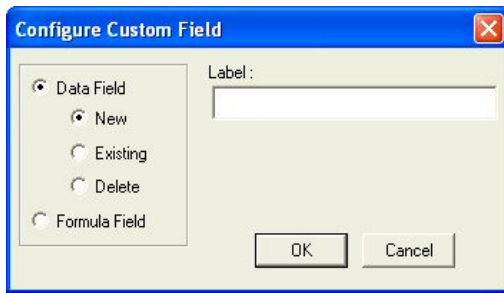 Configure Custom Field
Data Field
New
Existing
Delete
Formula Field
Label :
OK
Cancel